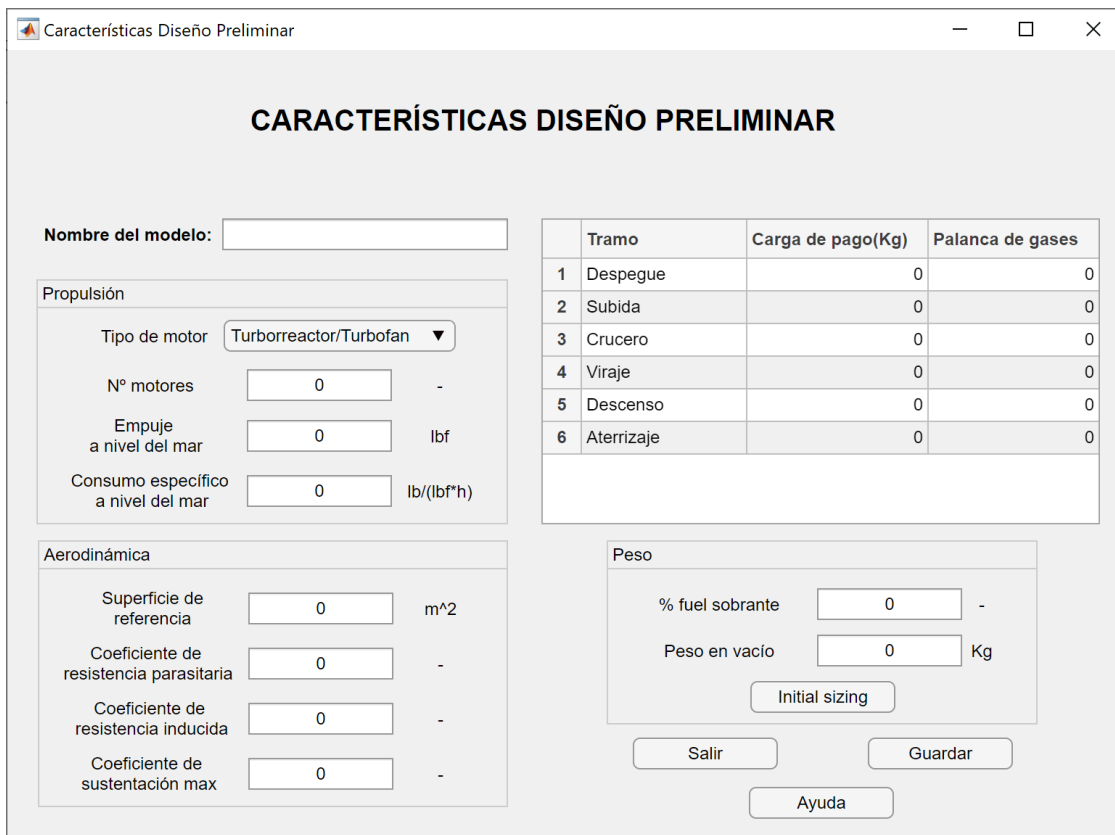 Características Diseño Preliminar
CARACTERÍSTICAS DISEÑO PRELIMINAR
Nombre del modelo:
Propulsión
Tipo de motor Turborreactor/Turbofan ▼
Nº motores 0 -
Empuje
a nivel del mar 0 lbf
Consumo específico
a nivel del mar 0 lb/(lbf*h)
Aerodinámica
Superficie de
referencia 0 m^2
Coeficiente de
resistencia parasitaria 0 -
Coeficiente de
resistencia inducida 0 -
Coeficiente de
sustentación max 0 -
Tramo Carga de pago(Kg) Palanca de gases
1 Despegue 0 0
2 Subida 0 0
3 Crucero 0 0
4 Viraje 0 0
5 Descenso 0 0
6 Aterrizaje 0 0
Peso
% fuel sobrante 0 -
Peso en vacío 0 Kg
Initial sizing
Salir Guardar
Ayuda